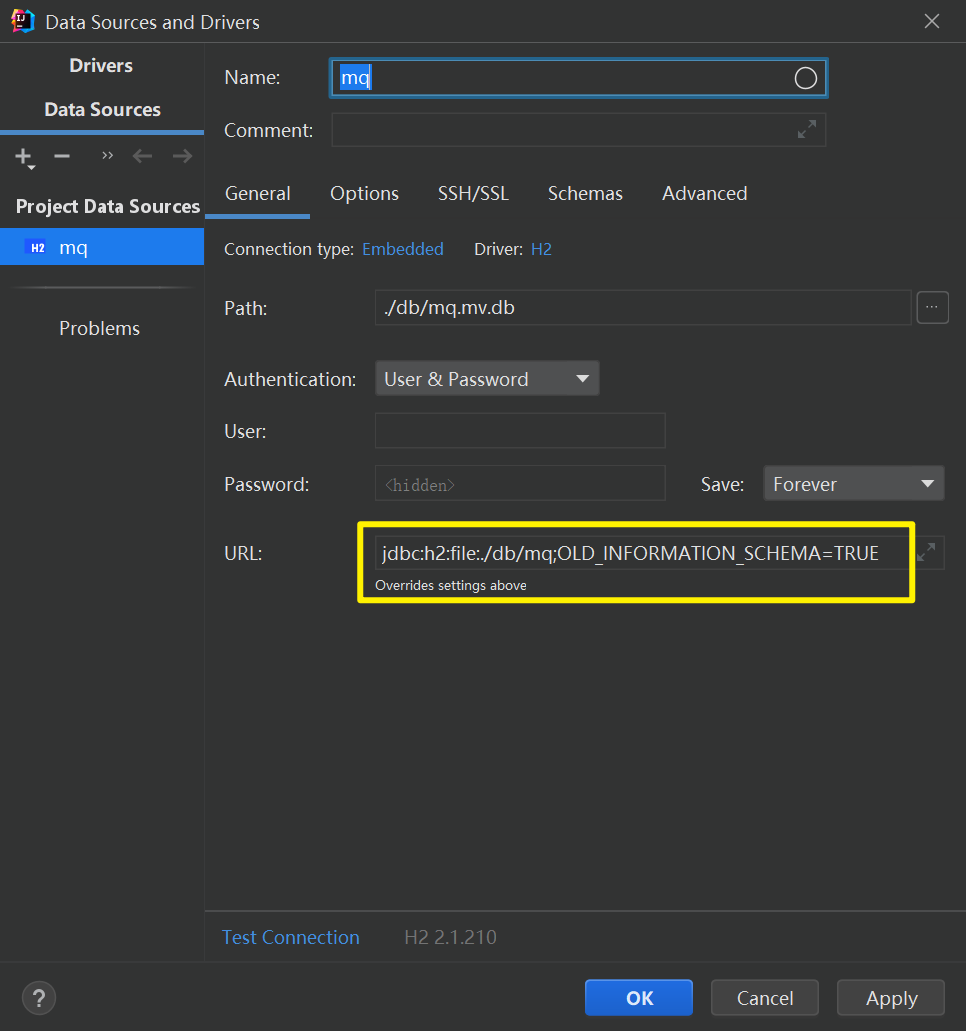 Data Sources and Drivers
Drivers
Data Sources
Project Data Sources
H2 mq
Problems
Name: mq
Comment:
General Options SSH/SSL Schemas Advanced
Connection type: Embedded Driver: H2
Path: ./db/mq.mv.db ...
Authentication: User & Password
User:
Password: <hidden> Save: Forever
URL: jdbc:h2:file:./db/mq;OLD_INFORMATION_SCHEMA=TRUE
Overrides settings above
Test Connection H2 2.1.210
? OK Cancel Apply